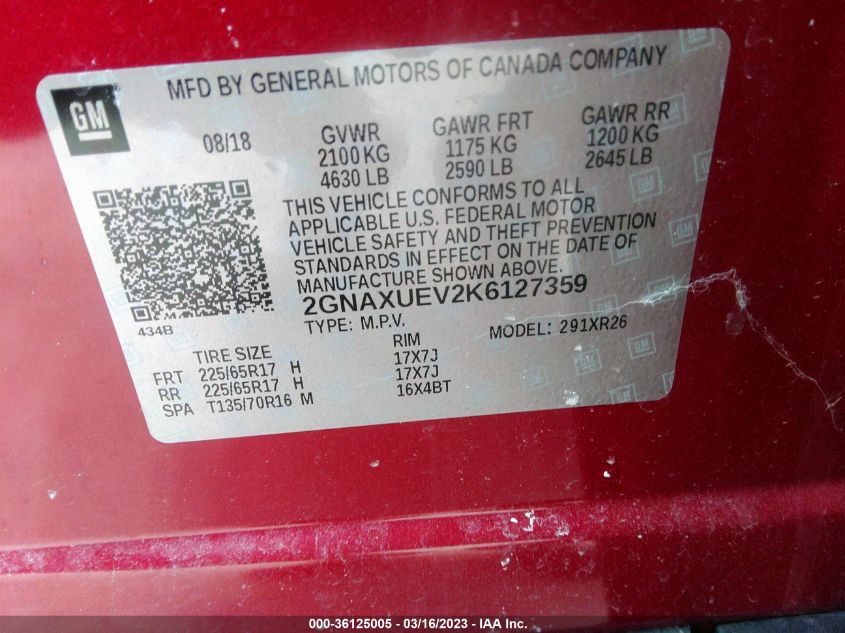 MFD BY GENERAL MOTORS OF CANADA COMPANY
GM
08/18
GVWR
2100 KG
4630 LB
GAWR FRT
1175 KG
2590 LB
GAWR RR
1200 KG
2645 LB
THIS VEHICLE CONFORMS TO ALL
APPLICABLE U.S. FEDERAL MOTOR
VEHICLE SAFETY AND THEFT PREVENTION
STANDARDS IN EFFECT ON THE DATE OF
MANUFACTURE SHOWN ABOVE.
434B
2GNAXUEV2K6127359
TYPE: M.P.V.
MODEL: 291XR26
TIRE SIZE RIM
FRT 225/65R17 H 17X7J
RR 225/65R17 H 17X7J
SPA T135/70R16 M 16X4BT
000-36125005 - 03/16/2023 - IAA Inc.